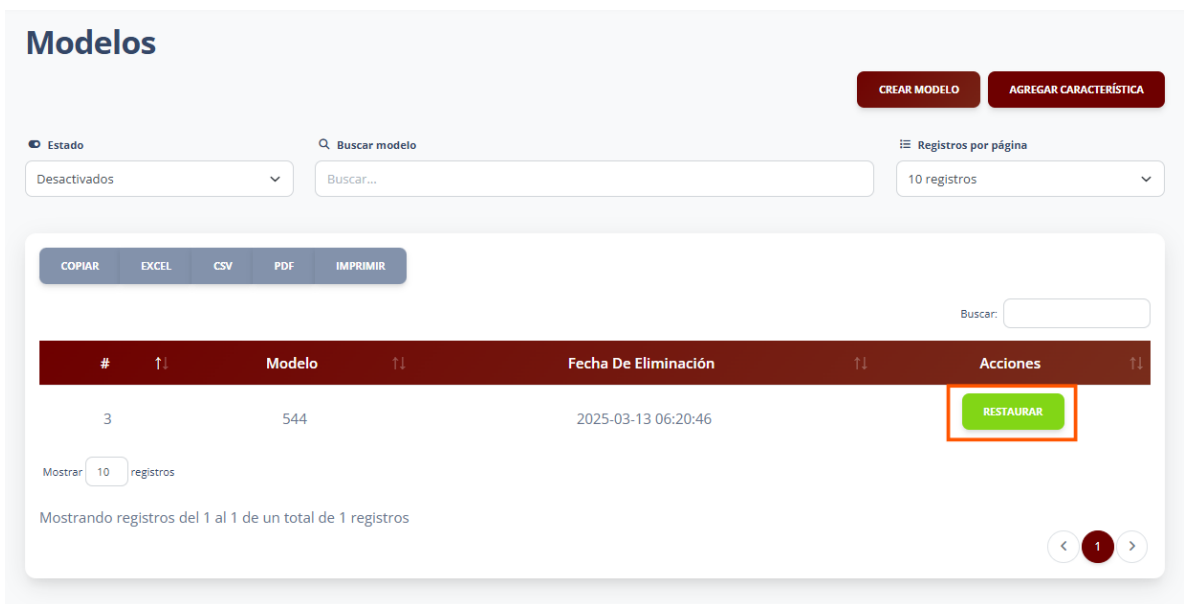 Modelos
CREAR MODELO AGREGAR CARACTERÍSTICA
Estado Buscar modelo Registros por página
Desactivados Buscar... 10 registros
COPIAR EXCEL CSV PDF IMPRIMIR
Buscar:
# Modelo Fecha De Eliminación Acciones
3 544 2025-03-13 06:20:46 RESTAURAR
Mostrar 10 registros
Mostrando registros del 1 al 1 de un total de 1 registros
1